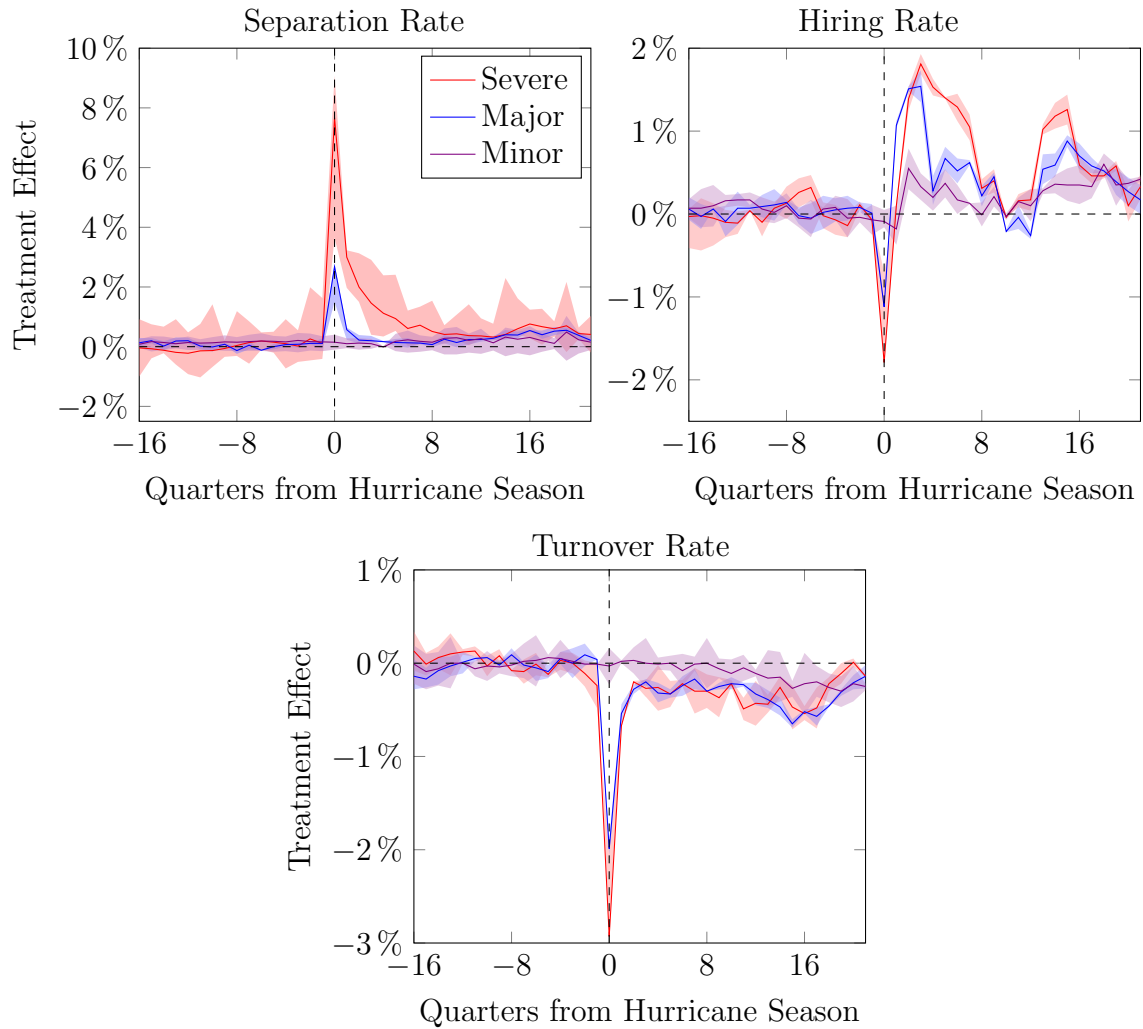 Separation Rate
10 %
8 %
6 %
4 %
2 %
0 %
−2 %
Treatment Effect
Severe
Major
Minor
−16
−8
0
8
16
Quarters from Hurricane Season
Hiring Rate
2 %
1 %
0 %
−1 %
−2 %
−16
−8
0
8
16
Quarters from Hurricane Season
Turnover Rate
1 %
0 %
−1 %
−2 %
−3 %
Treatment Effect
−16
−8
0
8
16
Quarters from Hurricane Season